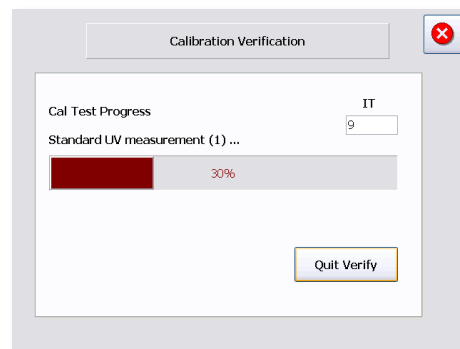 Calibration Verification
IT
Cal Test Progress
9
Standard UV measurement (1) ...
30%
Quit Verify